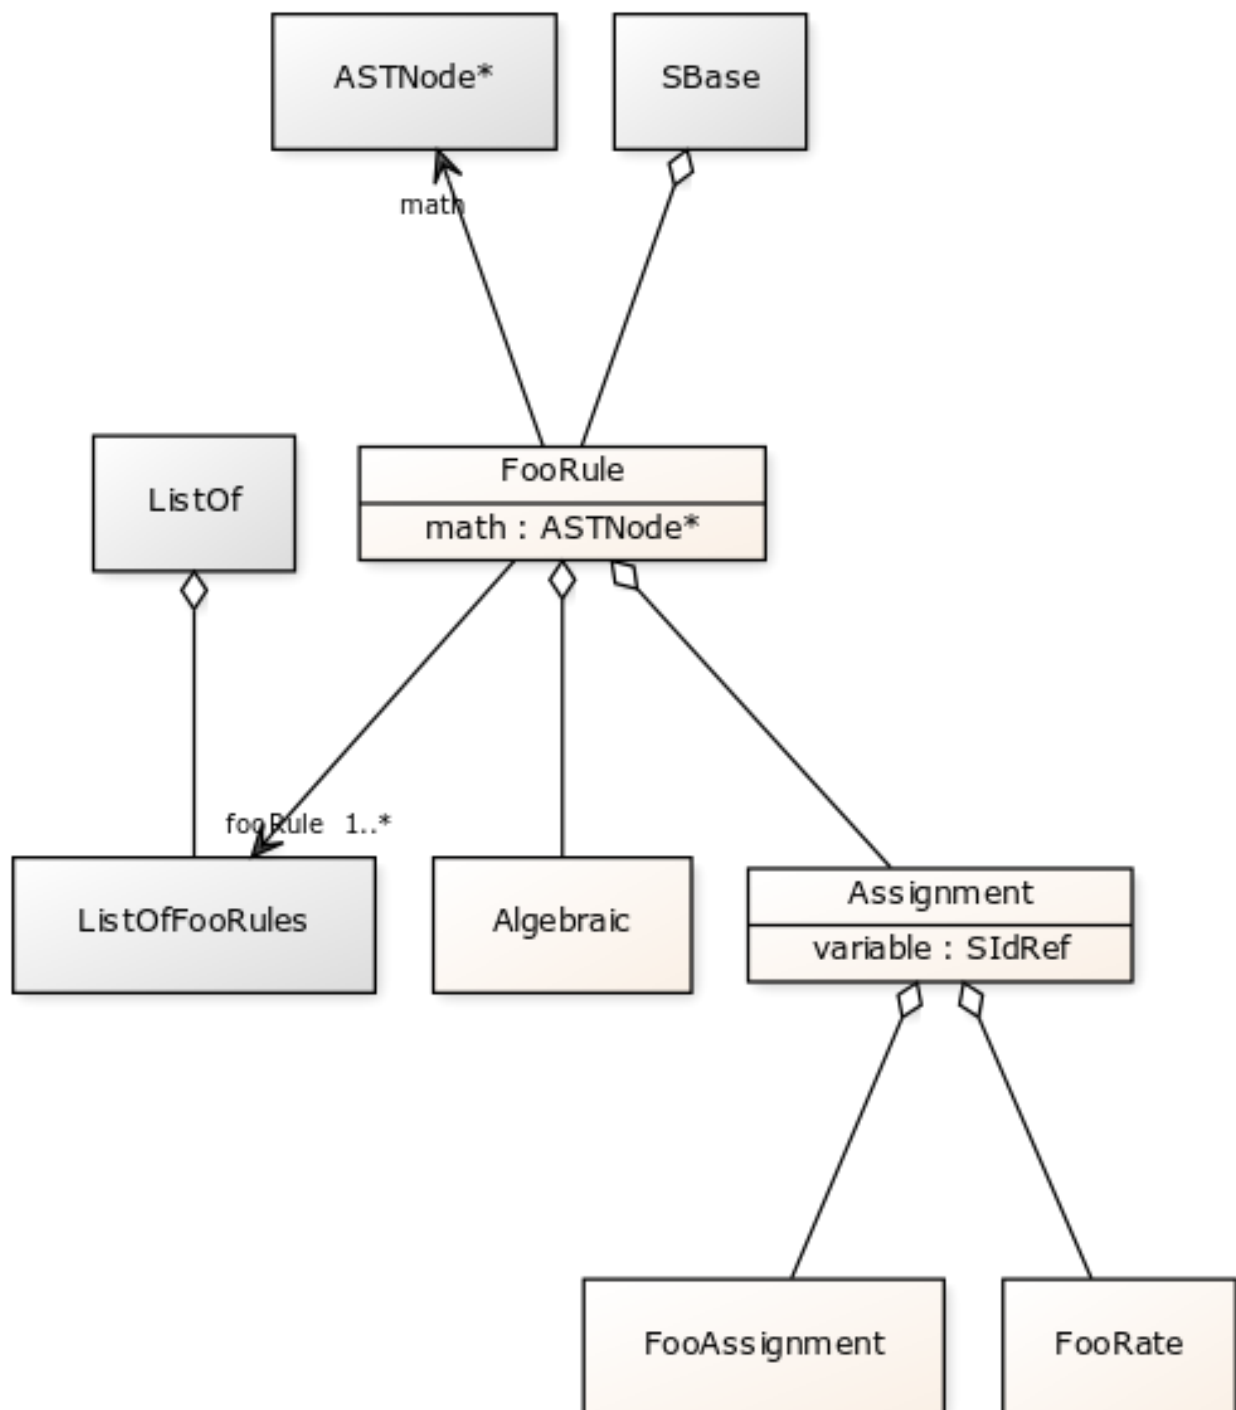 ASTNode*
SBase
math
ListOf
FooRule
math : ASTNode*
fooRule 1..*
ListOfFooRules
Algebraic
Assignment
variable : SIdRef
FooAssignment
FooRate